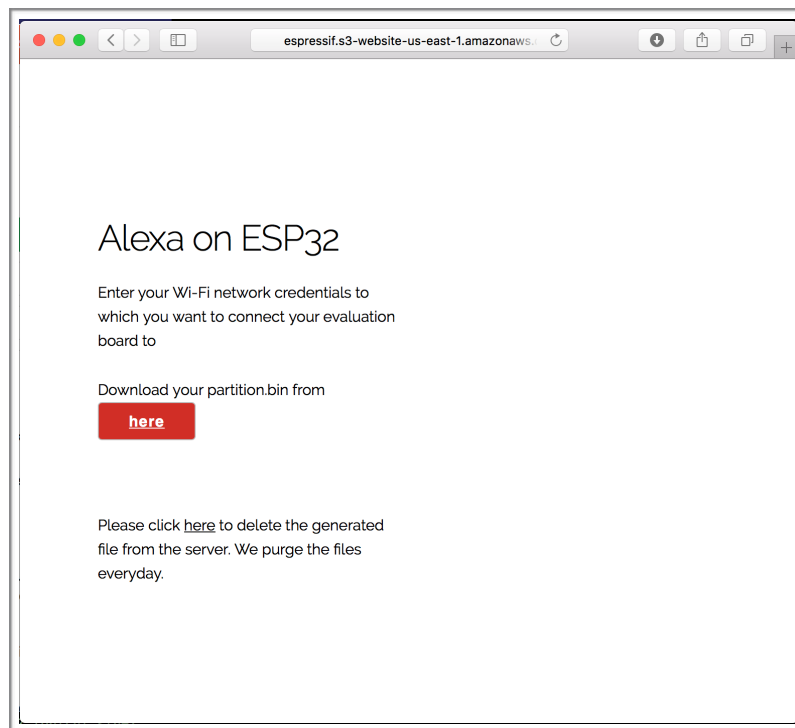 espressif.s3-website-us-east-1.amazonaws.
Alexa on ESP32
Enter your Wi-Fi network credentials to
which you want to connect your evaluation
board to
Download your partition.bin from
here
Please click here to delete the generated
file from the server. We purge the files
everyday.